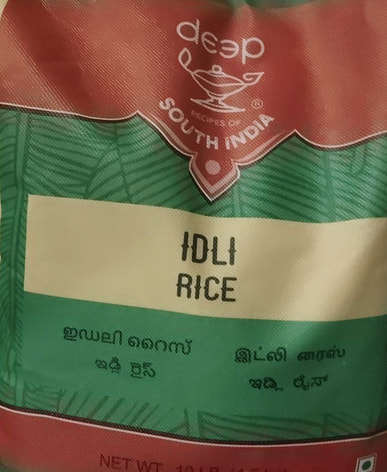 deep
RECIPES OF
SOUTH INDIA®
IDLI
RICE
ഇഡലി റൈസ്
இட்லி ரைஸ்
ఇడ్లీ రైస్
ಇಡ್ಲಿ ರೈಸ್
NET WT.